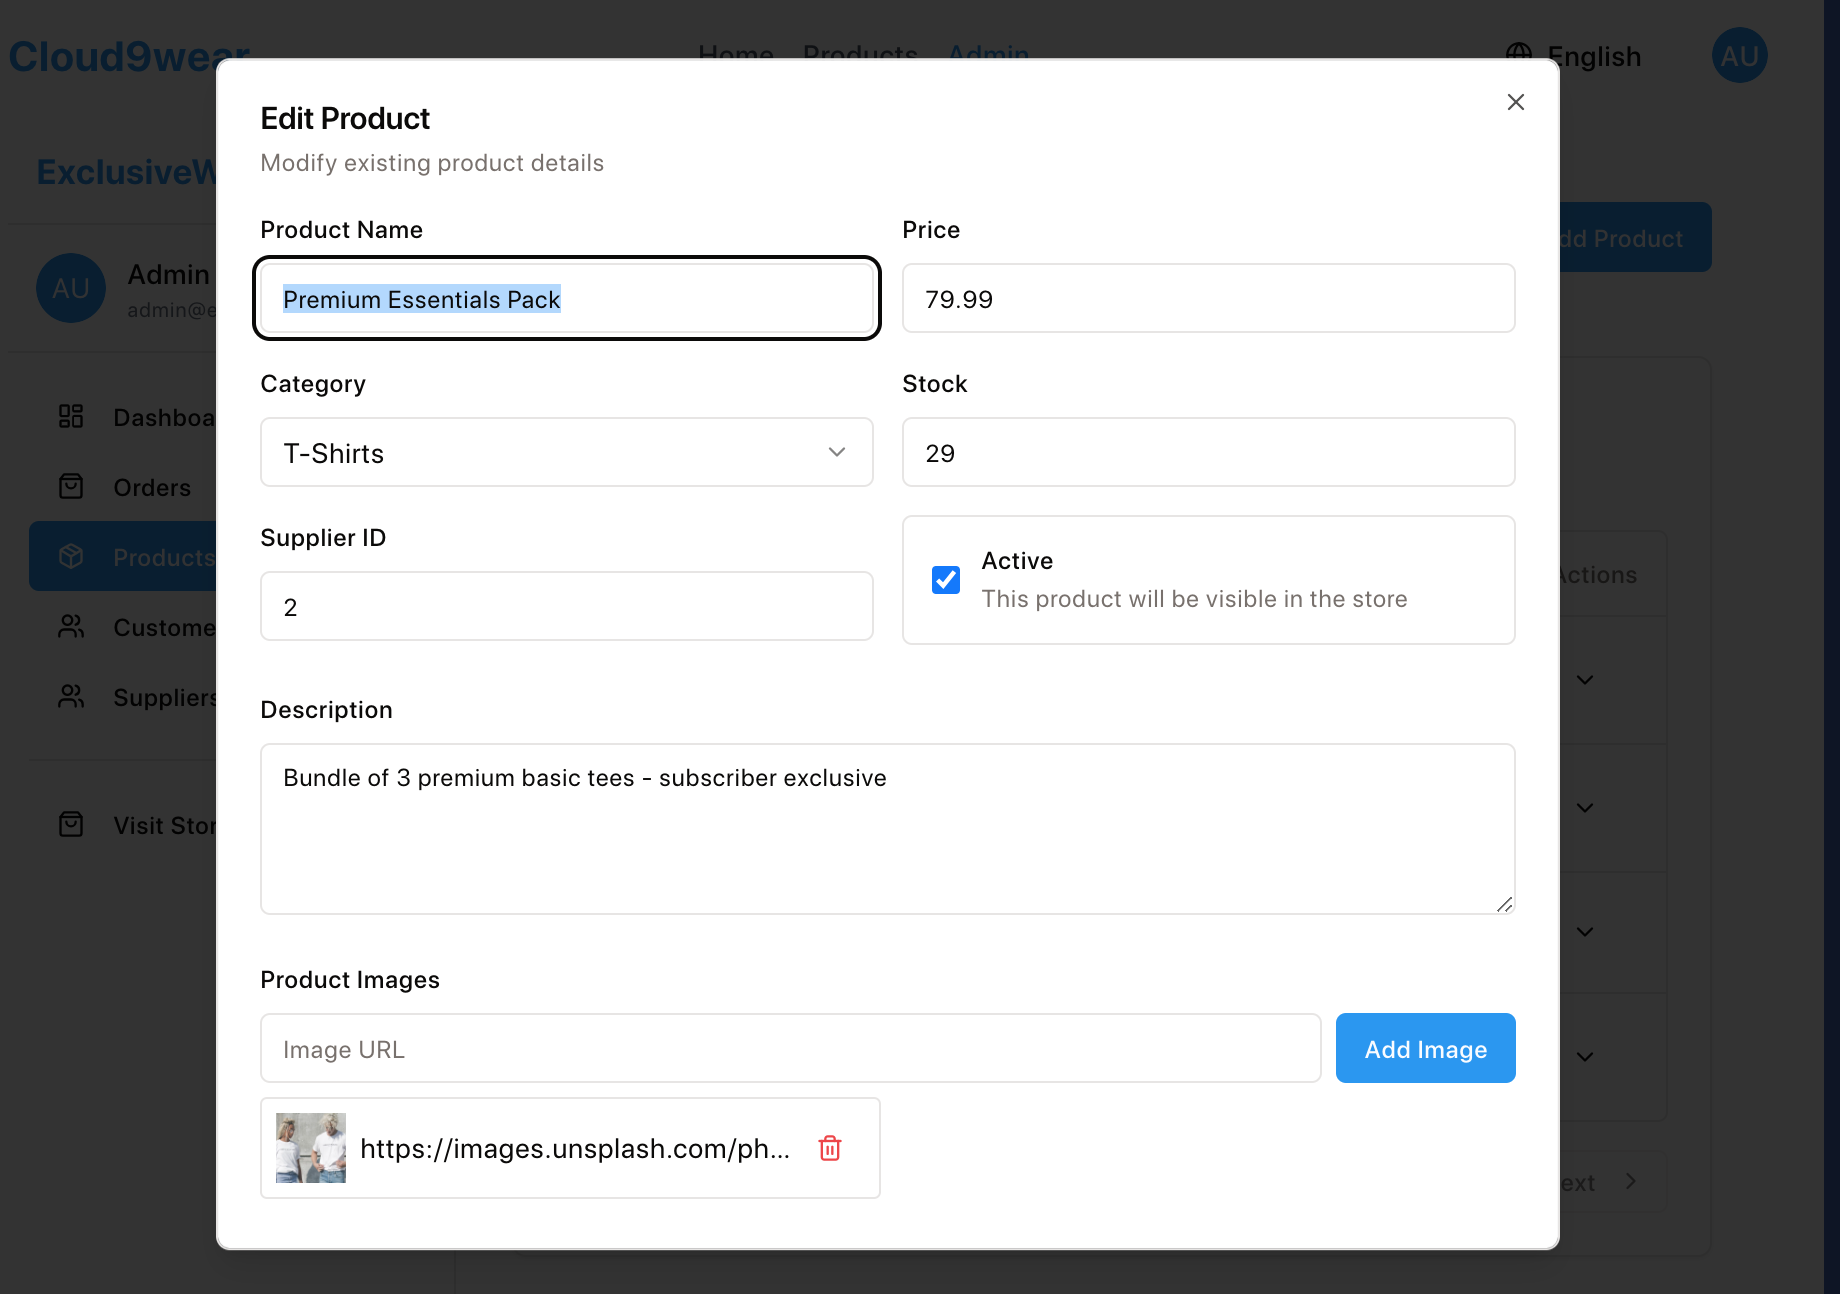 Cloud9wear
Home Products Admin
English
AU
ExclusiveW
AU
Admin
admin@e
Dashboa
Orders
Products
Custome
Suppliers
Visit Stor
dd Product
Actions
ext
Edit Product
Modify existing product details
Product Name
Premium Essentials Pack
Price
79.99
Category
T-Shirts
Stock
29
Supplier ID
2
Active
This product will be visible in the store
Description
Bundle of 3 premium basic tees - subscriber exclusive
Product Images
Image URL
Add Image
https://images.unsplash.com/ph...